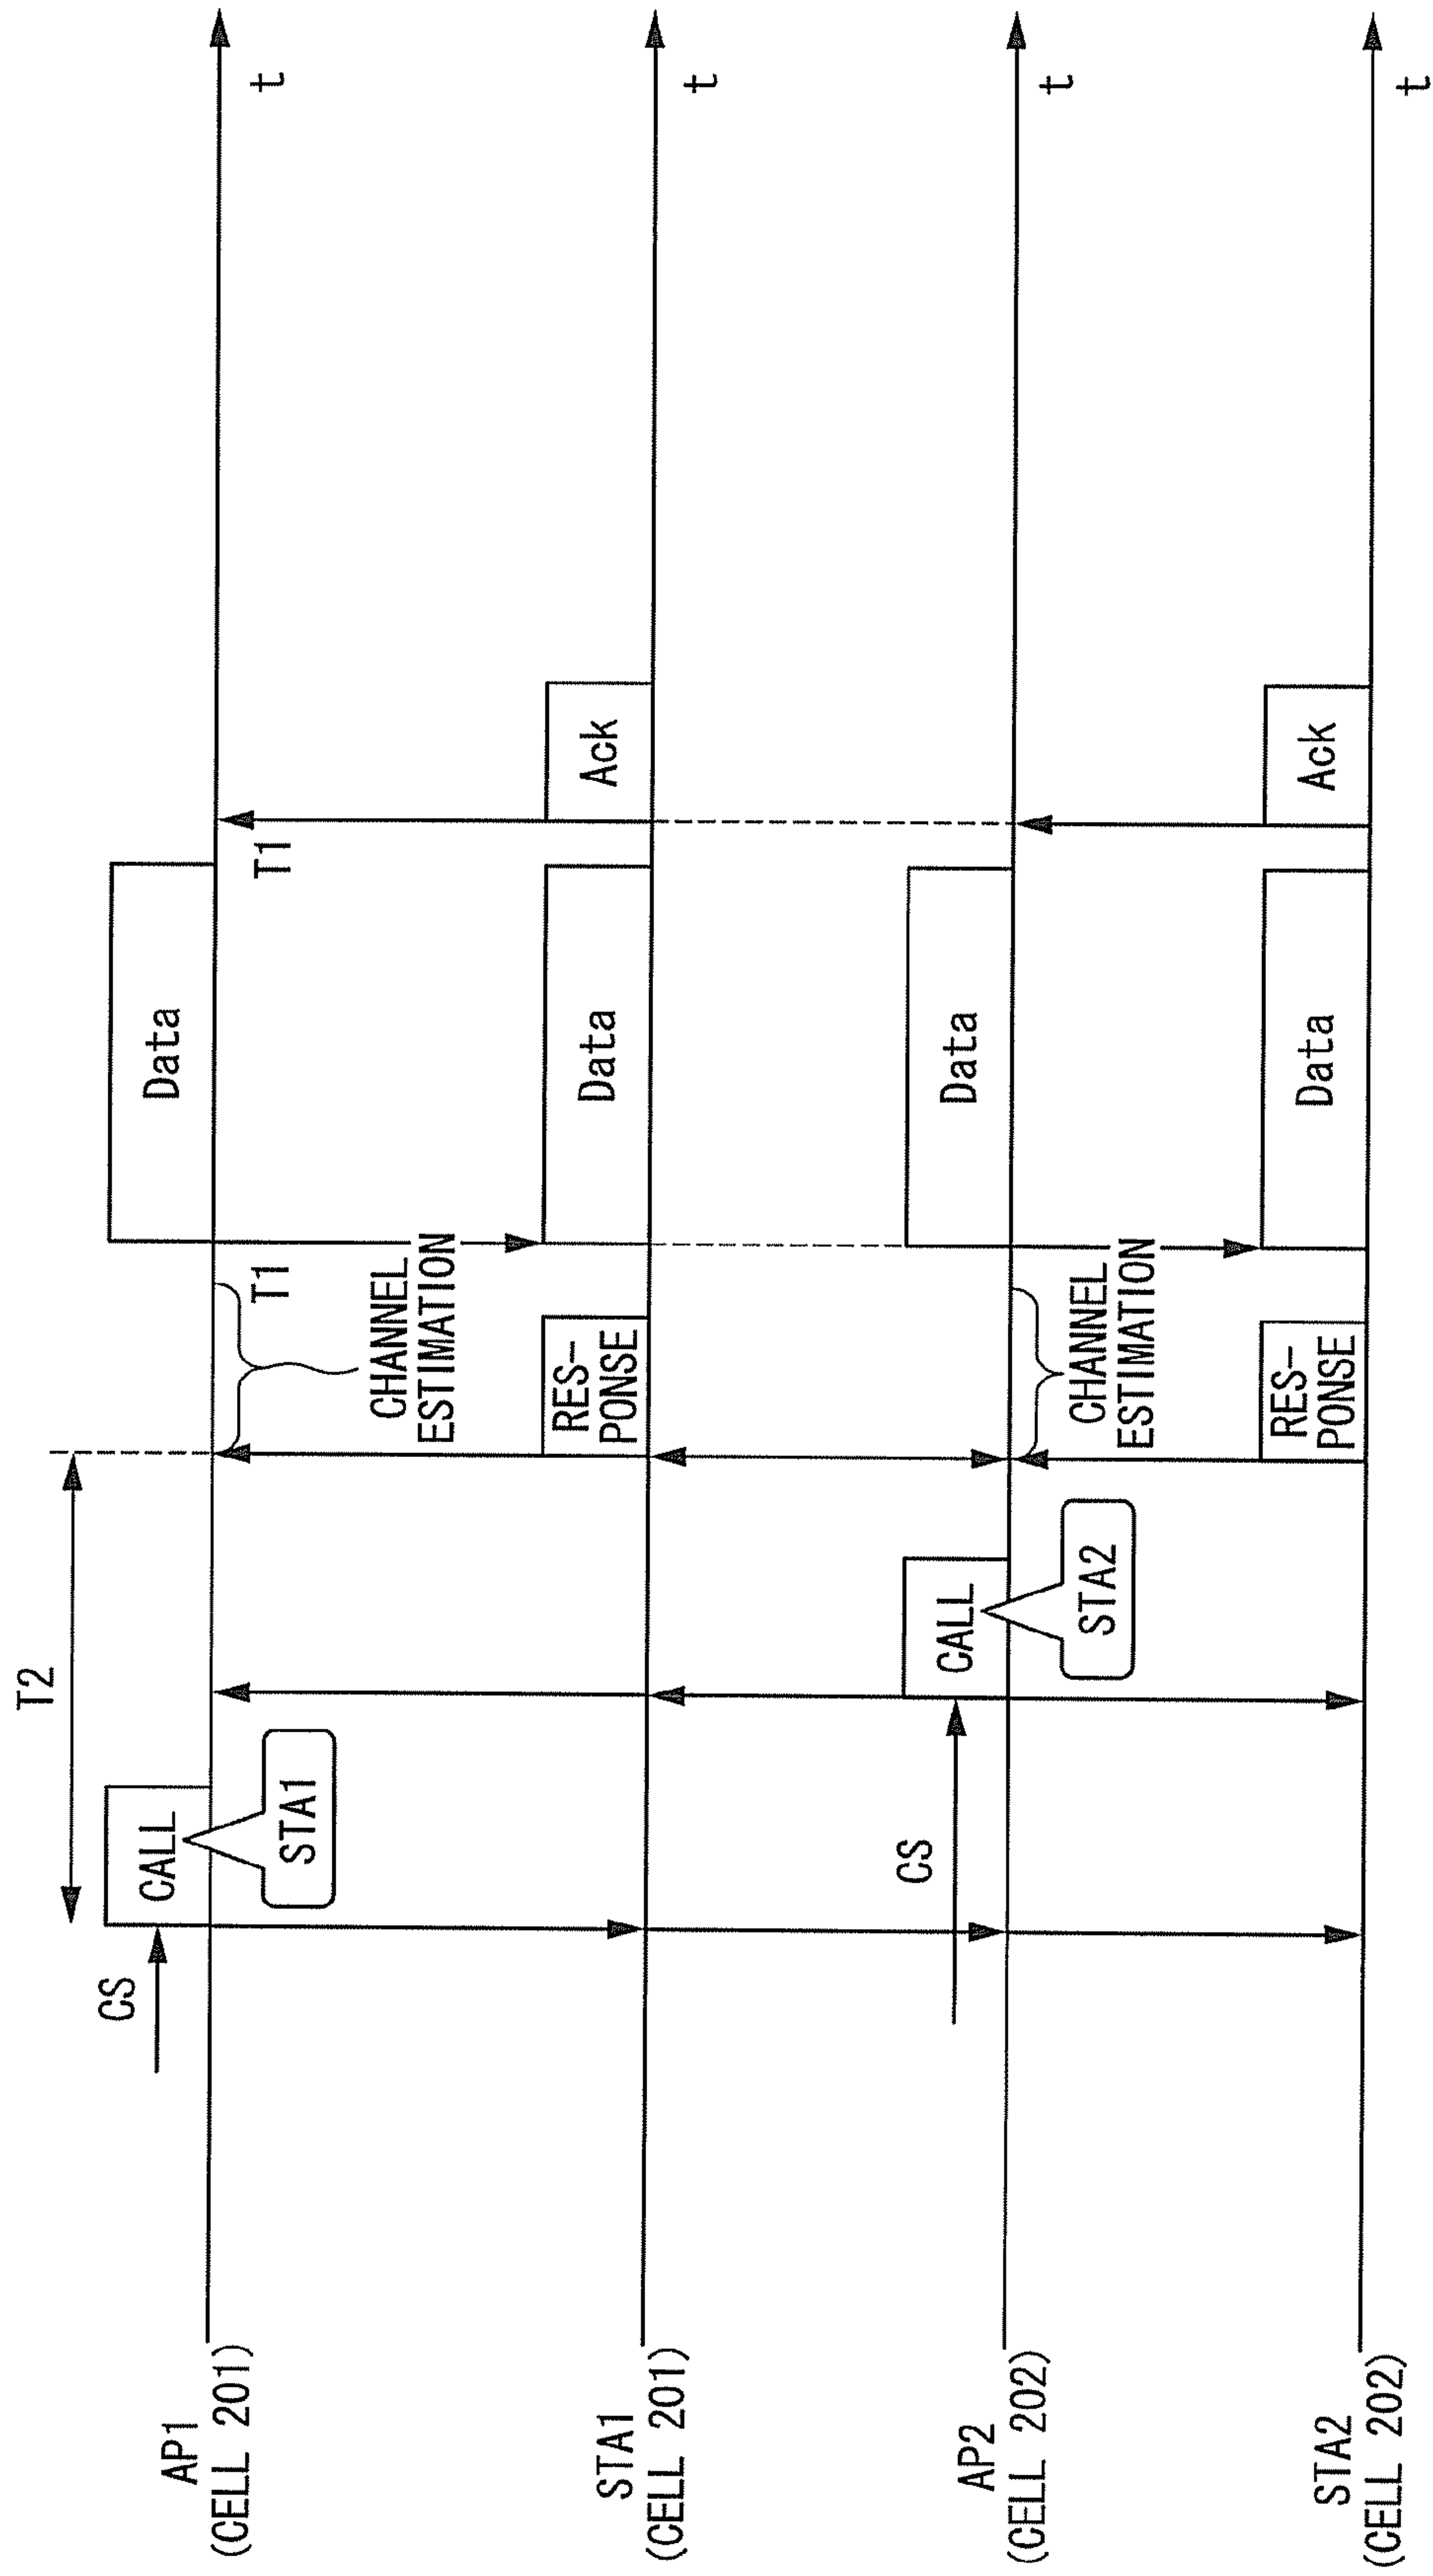 AP1
(CELL 201)
CS
CALL
STA1
T2
CHANNEL
ESTIMATION
T1
Data
T1
t
STA1
(CELL 201)
RES-
PONSE
Data
Ack
t
AP2
(CELL 202)
CS
CALL
STA2
CHANNEL
ESTIMATION
Data
t
STA2
(CELL 202)
RES-
PONSE
Data
Ack
t